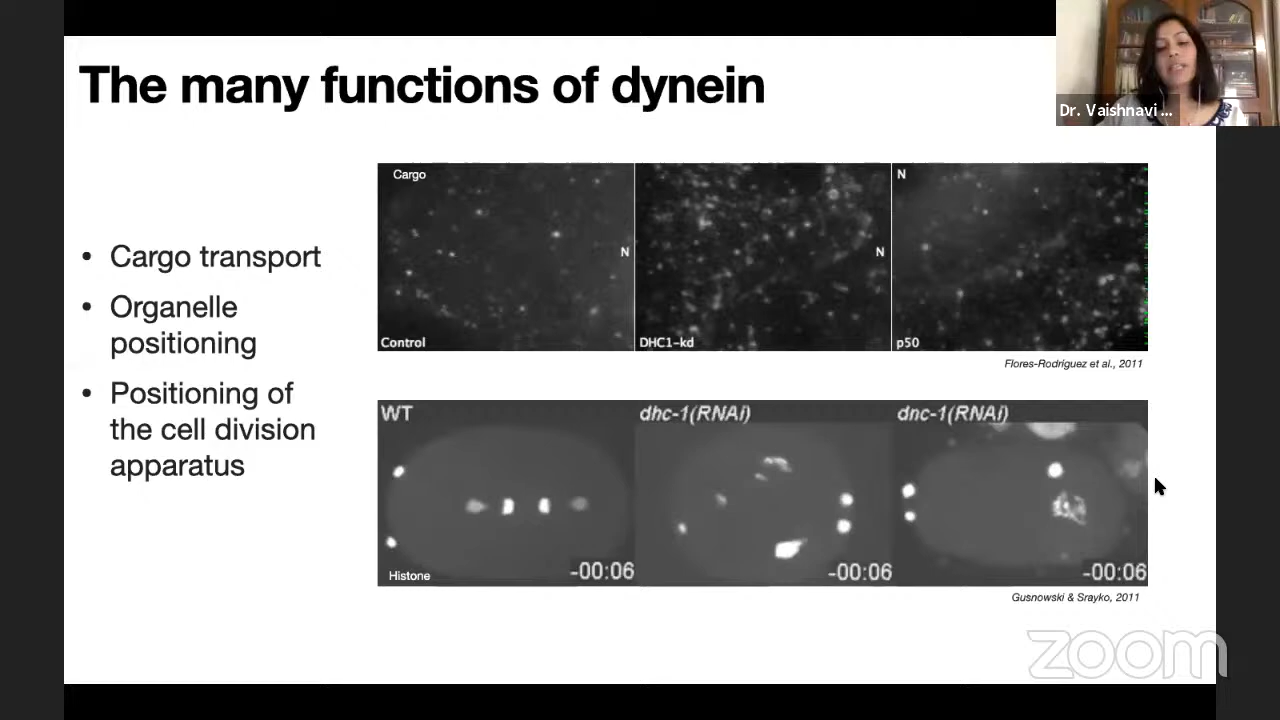 The many functions of dynein
Dr. Vaishnavi ...
Cargo
N
N
N
Control
DHC1-kd
p50
Flores-Rodriguez et al., 2011
• Cargo transport
• Organelle
positioning
• Positioning of
the cell division
apparatus
WT
dhc-1(RNAi)
dnc-1(RNAi)
Histone
-00:06
-00:06
-00:06
Gusnowski & Srayko, 2011
zoom